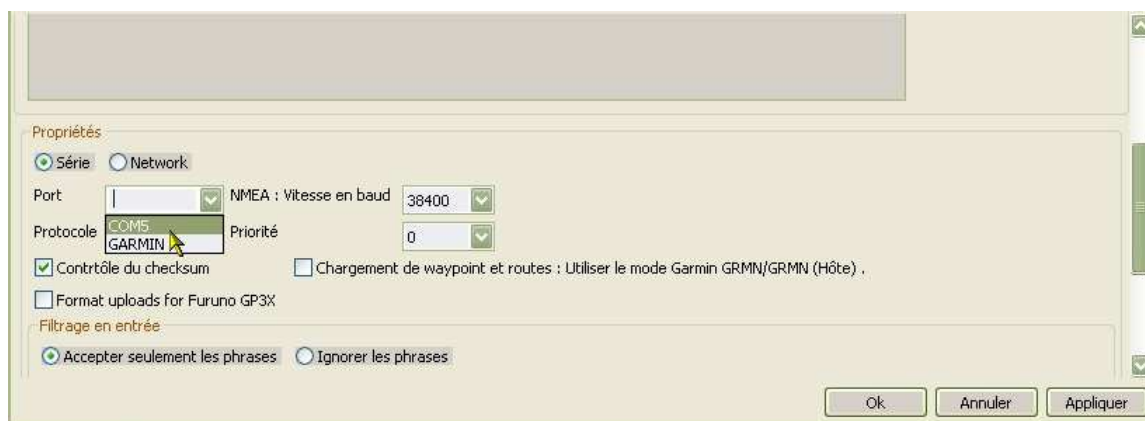 Propriétés
Série Network
Port NMEA : Vitesse en baud 38400
COM5
Protocole GARMIN Priorité 0
Contrtôle du checksum Chargement de waypoint et routes : Utiliser le mode Garmin GRMN/GRMN (Hôte) .
Format uploads for Furuno GP3X
Filtrage en entrée
Accepter seulement les phrases Ignorer les phrases
Ok Annuler Appliquer